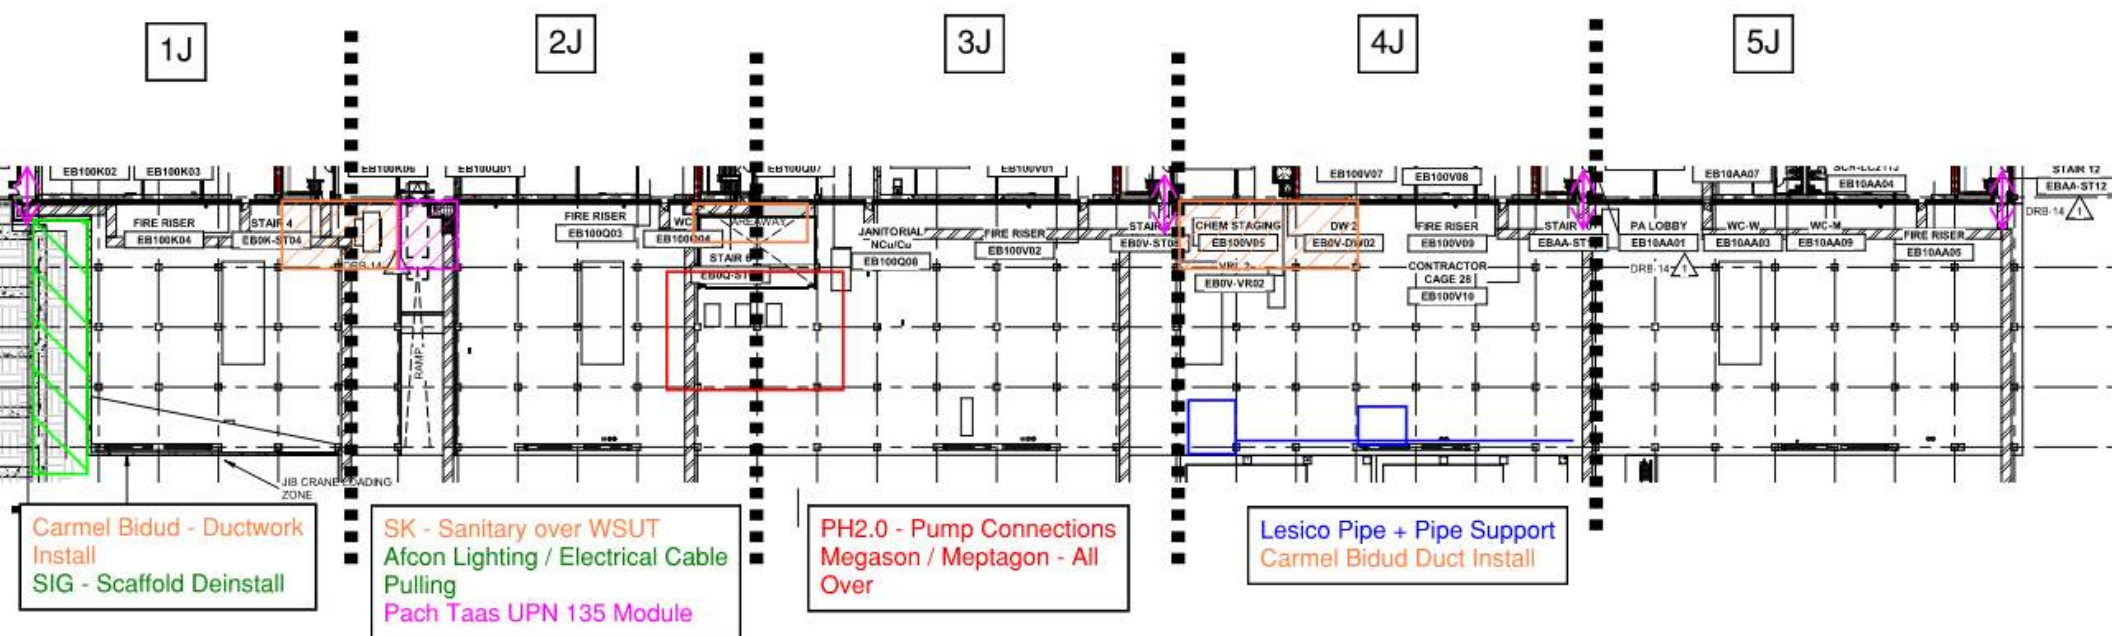 1J
2J
3J
4J
5J
EB100K02
EB100K03
EB100K06
EB100Q01
EB100Q07
EB100V01
EB100V07
EB100V08
EB10AA07
EB10AA04
STAIR 12
EBAA-ST12
DRB-14
1
FIRE RISER
EB100K04
STAIR 4
EB0K-ST04
FIRE RISER
EB100Q03
WC
AREAWAY
STAIR 6
JANITORIAL
NCu/Cu
EB100Q08
FIRE RISER
EB100V02
STAIR
CHEM STAGING
EB100V05
EB0V-VR02
DW 2
EB0V-DW02
FIRE RISER
EB100V09
CONTRACTOR
CAGE 28
EB100V10
STAIR
PA LOBBY
EB10AA01
DRB-14
1
WC-W
EB10AA03
WC-M
EB10AA09
FIRE RISER
EB10AA05
RAMP
JIB CRANE LOADING
ZONE
Carmel Bidud - Ductwork
Install
SIG - Scaffold Deinstall
SK - Sanitary over WSUT
Afcon Lighting / Electrical Cable
Pulling
Pach Taas UPN 135 Module
PH2.0 - Pump Connections
Megason / Meptagon - All
Over
Lesico Pipe + Pipe Support
Carmel Bidud Duct Install